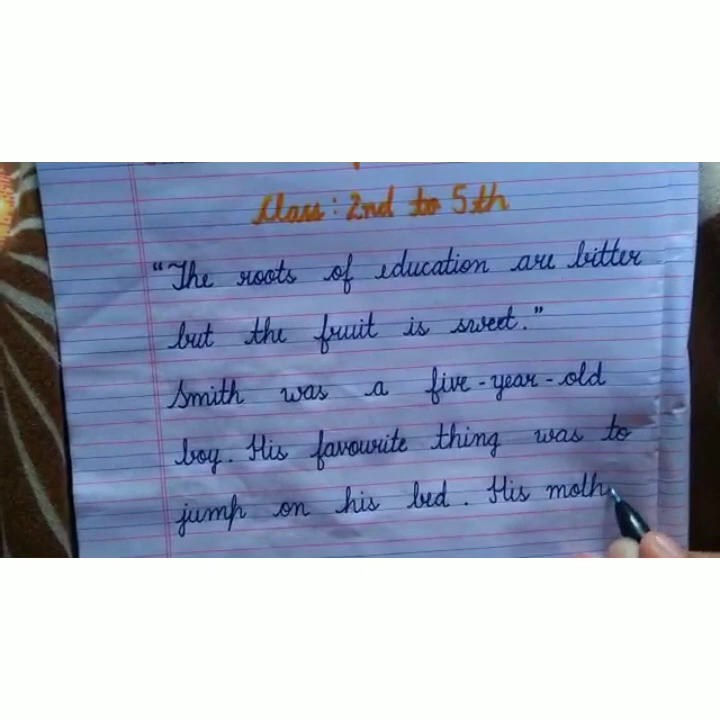 Class: 2nd to 5th
"The roots of education are bitter
but the fruit is sweet."
Smith was a five-year-old
boy. His favourite thing was to
jump on his bed. His moth